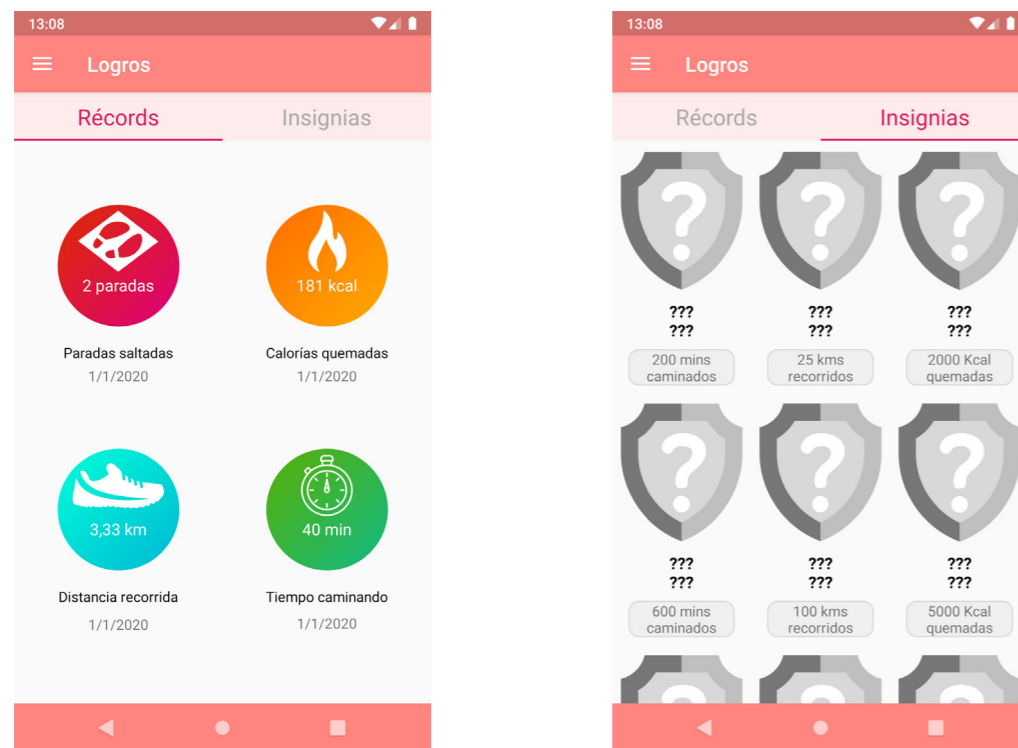 13:08
Logros
Récords Insignias
2 paradas 181 kcal
Paradas saltadas Calorías quemadas
1/1/2020 1/1/2020
3,33 km 40 min
Distancia recorrida Tiempo caminando
1/1/2020 1/1/2020
13:08
Logros
Récords Insignias
? ? ?
??? ??? ???
??? ??? ???
200 mins 25 kms 2000 Kcal
caminados recorridos quemadas
? ? ?
??? ??? ???
??? ??? ???
600 mins 100 kms 5000 Kcal
caminados recorridos quemadas